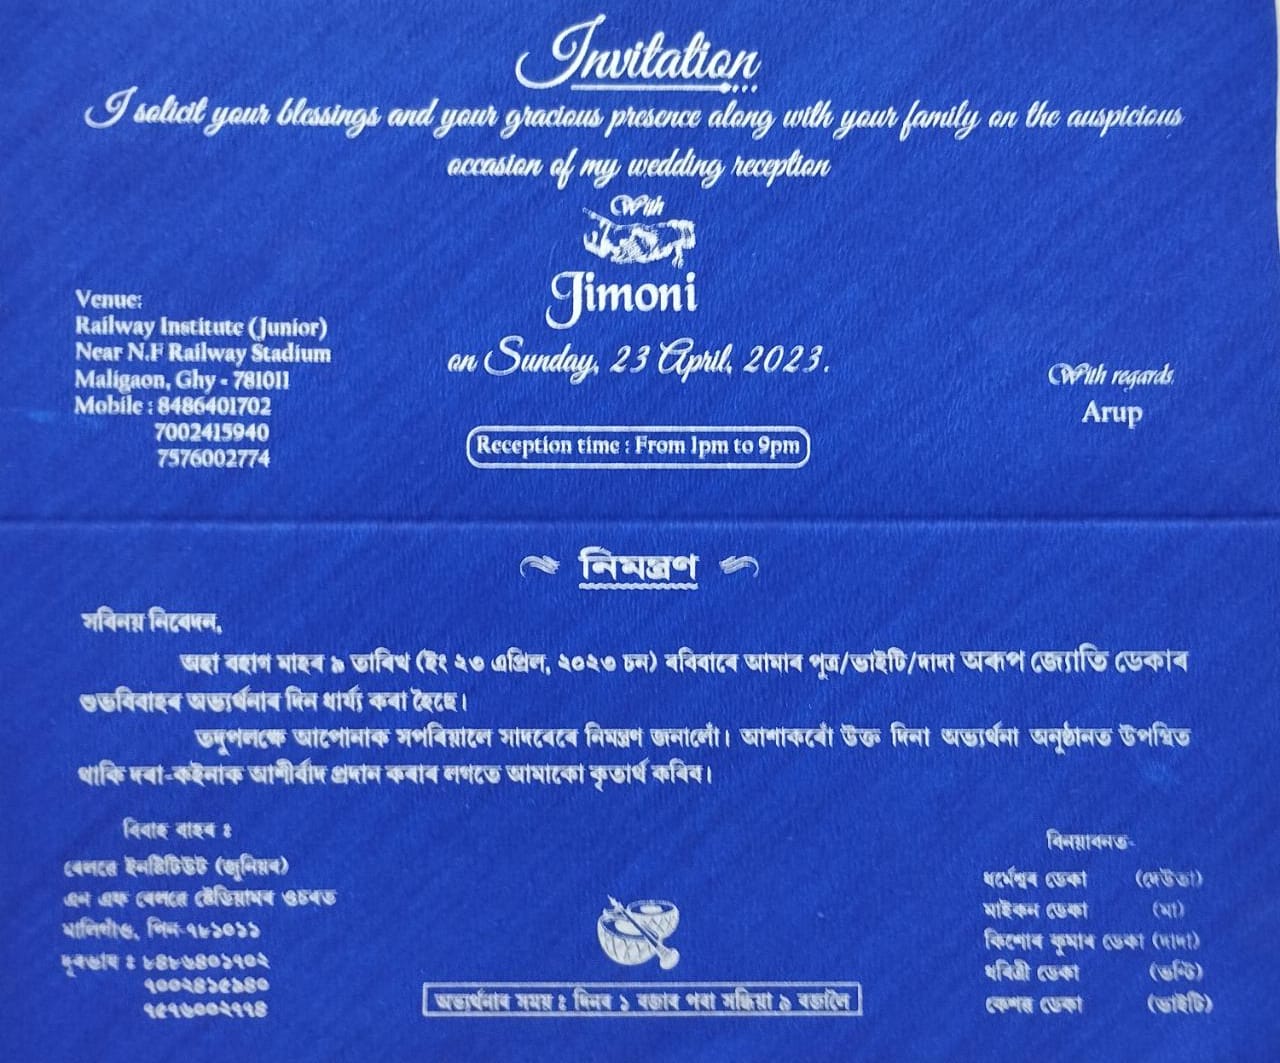 Invitation
I solicit your blessings and your gracious presence along with your family on the auspicious
occasion of my wedding reception
With
Jimoni
on Sunday, 23 April, 2023.
Venue:
Railway Institute (Junior)
Near N.F Railway Stadium
Maligaon, Ghy - 781011
Mobile : 8486401702
7002415940
7576002774
Reception time : From 1pm to 9pm
With regards
Arup
নিমন্ত্ৰণ
সবিনয় নিবেদন,
অহা বহাগ মাহৰ ৯ তাৰিখ (ইং ২৩ এপ্ৰিল, ২০২৩ চন) ৰবিবাৰে আমাৰ পুত্ৰ/ভাইটি/দাদা অৰূপ জ্যোতি ডেকাৰ
শুভবিবাহৰ অভ্যৰ্থনাৰ দিন ধাৰ্য্য কৰা হৈছে।
তদুপলক্ষে আপোনাক সপৰিয়ালে সাদৰেৰে নিমন্ত্ৰণ জনালোঁ। আশাকৰোঁ উক্ত দিনা অভ্যৰ্থনা অনুষ্ঠানত উপস্থিত
থাকি দৰা-কইনাক আশীৰ্বাদ প্ৰদান কৰাৰ লগতে আমাকো কৃতাৰ্থ কৰিব।
বিবাহ বাহৰ ঃ
ৰেলৱে ইনষ্টিটিউট (জুনিয়ৰ)
এন এফ ৰেলৱে ষ্টেডিয়ামৰ ওচৰত
মালিগাঁও, পিন-৭৮১০১১
দূৰভাষ ঃ ৮৪৮৬৪০১৭০২
৭০০২৪১৫৯৪০
৭৫৭৬০০২৭৭৪
অভ্যৰ্থনাৰ সময় ঃ দিনৰ ১ বজাৰ পৰা সন্ধিয়া ৯ বজালৈ
বিনয়াবনত-
ধৰ্মেশ্বৰ ডেকা (দেউতা)
মাইকন ডেকা (মা)
কিশোৰ কুমাৰ ডেকা (দাদা)
ধৰিত্ৰী ডেকা (ভন্টি)
কেশৱ ডেকা (ভাইটি)